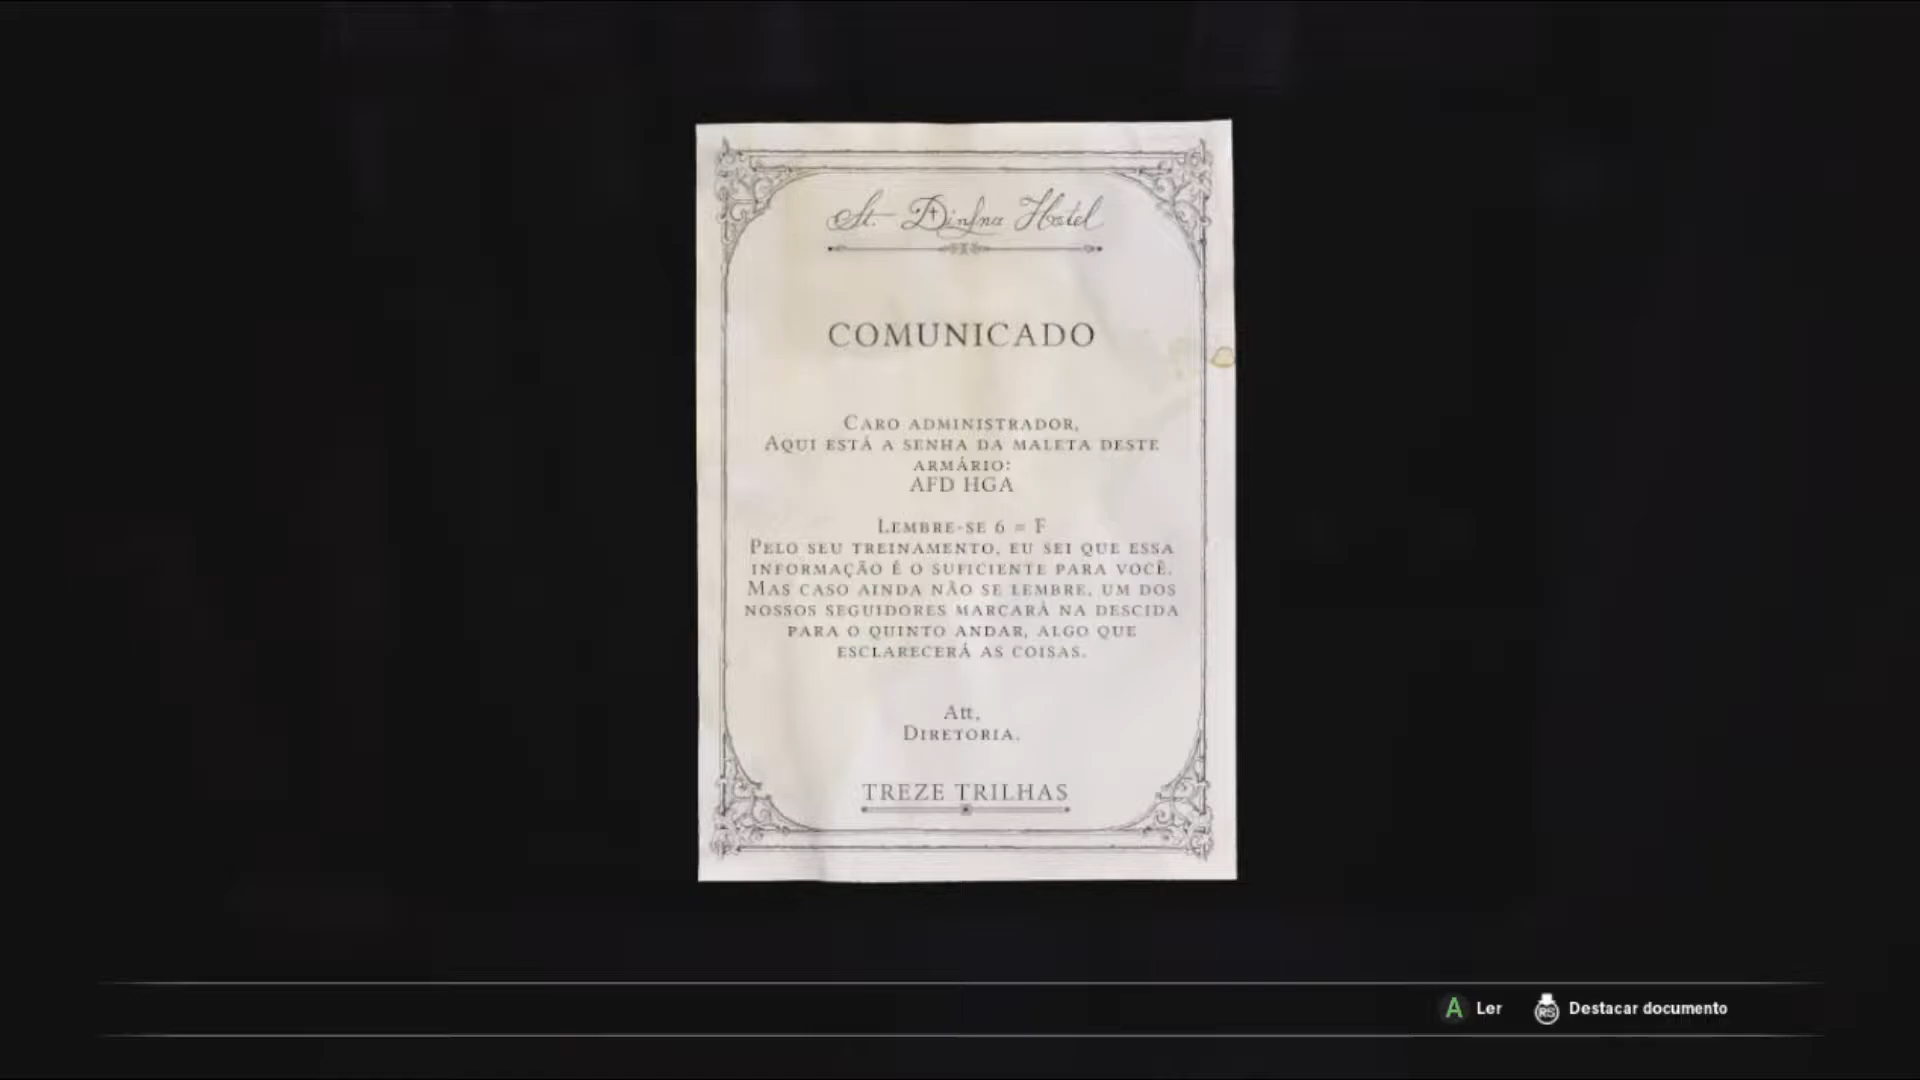 St. Dinfna Hotel
COMUNICADO
CARO ADMINISTRADOR,
AQUI ESTÁ A SENHA DA MALETA DESTE
ARMÁRIO:
AFD HGA
LEMBRE-SE 6 = F
PELO SEU TREINAMENTO, EU SEI QUE ESSA
INFORMAÇÃO É O SUFICIENTE PARA VOCÊ.
MAS CASO AINDA NÃO SE LEMBRE, UM DOS
NOSSOS SEGUIDORES MARCARÁ NA DESCIDA
PARA O QUINTO ANDAR, ALGO QUE
ESCLARECERÁ AS COISAS.
Att,
DIRETORIA.
TREZE TRILHAS
A Ler RS Destacar documento